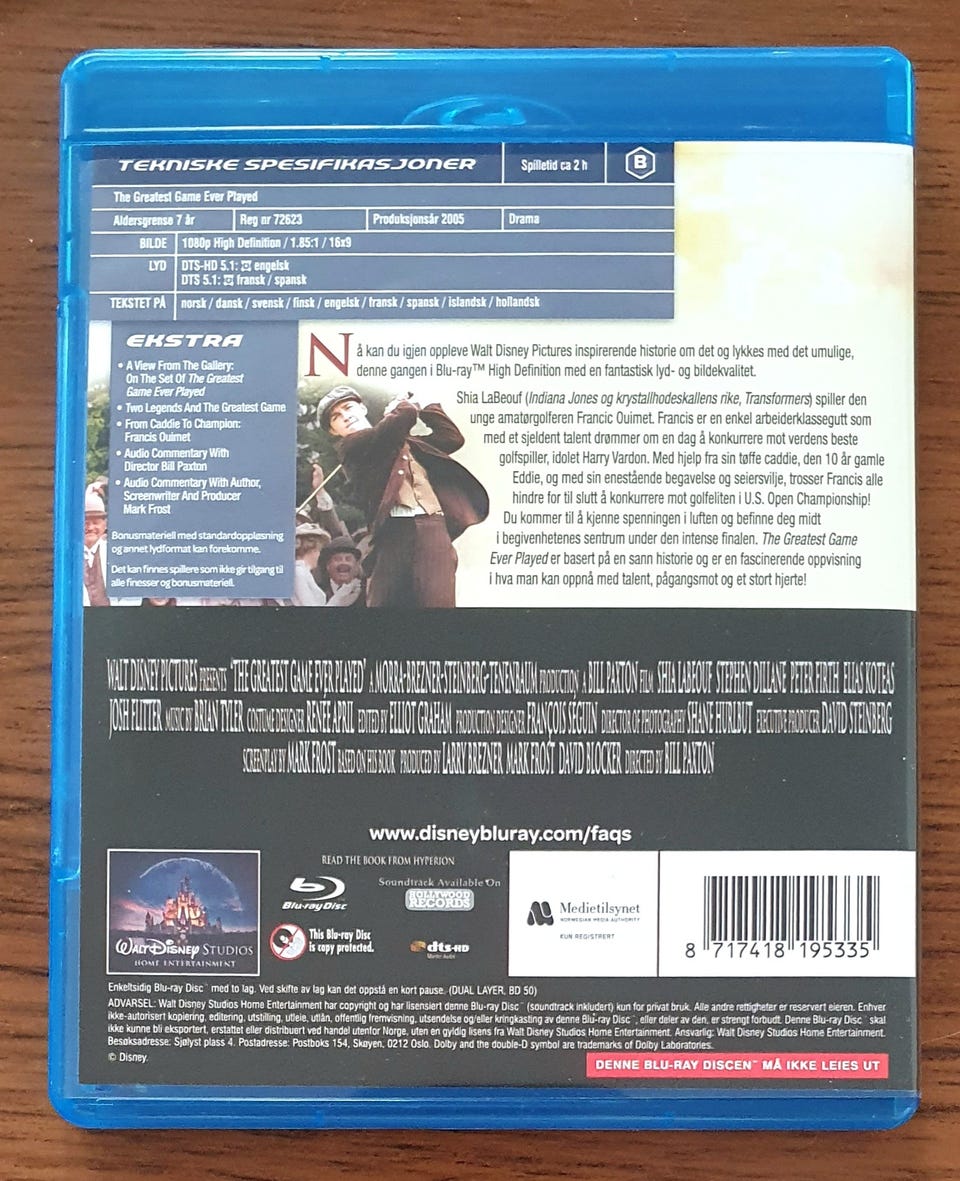 TEKNISKE SPESIFIKASJONER
Spilletid ca 2 h
B
The Greatest Game Ever Played
Aldersgrense 7 år
Reg nr 72623
Produksjonsår 2005
Drama
BILDE 1080p High Definition / 1.85:1 / 16x9
LYD DTS-HD 5.1: engelsk
DTS 5.1: fransk / spansk
TEKSTET PÅ norsk / dansk / svensk / finsk / engelsk / fransk / spansk / islandsk / hollandsk
EKSTRA
• A View From The Gallery:
On The Set Of The Greatest
Game Ever Played
• Two Legends And The Greatest Game
• From Caddie To Champion:
Francis Ouimet
• Audio Commentary With
Director Bill Paxton
• Audio Commentary With Author,
Screenwriter And Producer
Mark Frost
Bonusmateriell med standardoppløsning
og annet lydformat kan forekomme.
Det kan finnes spillere som ikke gir tilgang til
alle finesser og bonusmateriell.
Nå kan du igjen oppleve Walt Disney Pictures inspirerende historie om det og lykkes med det umulige,
denne gangen i Blu-ray™ High Definition med en fantastisk lyd- og bildekvalitet.
Shia LaBeouf (Indiana Jones og krystallhodeskallens rike, Transformers) spiller den
unge amatørgolferen Francic Ouimet. Francis er en enkel arbeiderklassegutt som
med et sjeldent talent drømmer om en dag å konkurrere mot verdens beste
golfspiller, idolet Harry Vardon. Med hjelp fra sin tøffe caddie, den 10 år gamle
Eddie, og med sin enestående begavelse og seiersvilje, trosser Francis alle
hindre for til slutt å konkurrere mot golfeliten i U.S. Open Championship!
Du kommer til å kjenne spenningen i luften og befinne deg midt
i begivenhetenes sentrum under den intense finalen. The Greatest Game
Ever Played er basert på en sann historie og er en fascinerende oppvisning
i hva man kan oppnå med talent, pågangsmot og et stort hjerte!
WALT DISNEY PICTURES PRESENTS "THE GREATEST GAME EVER PLAYED" A MORRA-BREZNER-STEINBERG-TENENBAUM PRODUCTION A BILL PAXTON FILM SHIA LABEOUF STEPHEN DILLANE PETER FIRTH ELIAS KOTEAS
JOSH FLITTER MUSIC BY BRIAN TYLER COSTUME DESIGNER RENÉE APRIL EDITED BY ELLIOT GRAHAM PRODUCTION DESIGNER FRANÇOIS SÉGUIN DIRECTOR OF PHOTOGRAPHY SHANE HURLBUT EXECUTIVE PRODUCER DAVID STEINBERG
SCREENPLAY BY MARK FROST BASED ON HIS BOOK PRODUCED BY LARRY BREZNER MARK FROST DAVID BLOCKER DIRECTED BY BILL PAXTON
www.disneybluray.com/faqs
WALT DISNEY STUDIOS
HOME ENTERTAINMENT
READ THE BOOK FROM HYPERION
Blu-ray Disc
Soundtrack Available On
HOLLYWOOD
RECORDS
This Blu-ray Disc
is copy protected.
dts-HD
Master Audio
Medietilsynet
NORWEGIAN MEDIA AUTHORITY
KUN REGISTRERT
8 717418 195335
Enkeltsidig Blu-ray Disc™ med to lag. Ved skifte av lag kan det oppstå en kort pause. (DUAL LAYER, BD 50)
ADVARSEL: Walt Disney Studios Home Entertainment har copyright og har lisensiert denne Blu-ray Disc™ (soundtrack inkludert) kun for privat bruk. Alle andre rettigheter er reservert eieren. Enhver
ikke-autorisert kopiering, editering, utstilling, utleie, utlån, offentlig fremvisning, utsendelse og/eller kringkasting av denne Blu-ray Disc™, eller deler av den, er strengt forbudt. Denne Blu-ray Disc™ skal
ikke kunne bli eksportert, erstattet eller distribuert ved handel utenfor Norge, uten en gyldig lisens fra Walt Disney Studios Home Entertainment. Ansvarlig: Walt Disney Studios Home Entertainment.
Besøksadresse: Sjølyst plass 4. Postadresse: Postboks 154, Skøyen, 0212 Oslo. Dolby and the double-D symbol are trademarks of Dolby Laboratories.
© Disney.
DENNE BLU-RAY DISCEN™ MÅ IKKE LEIES UT